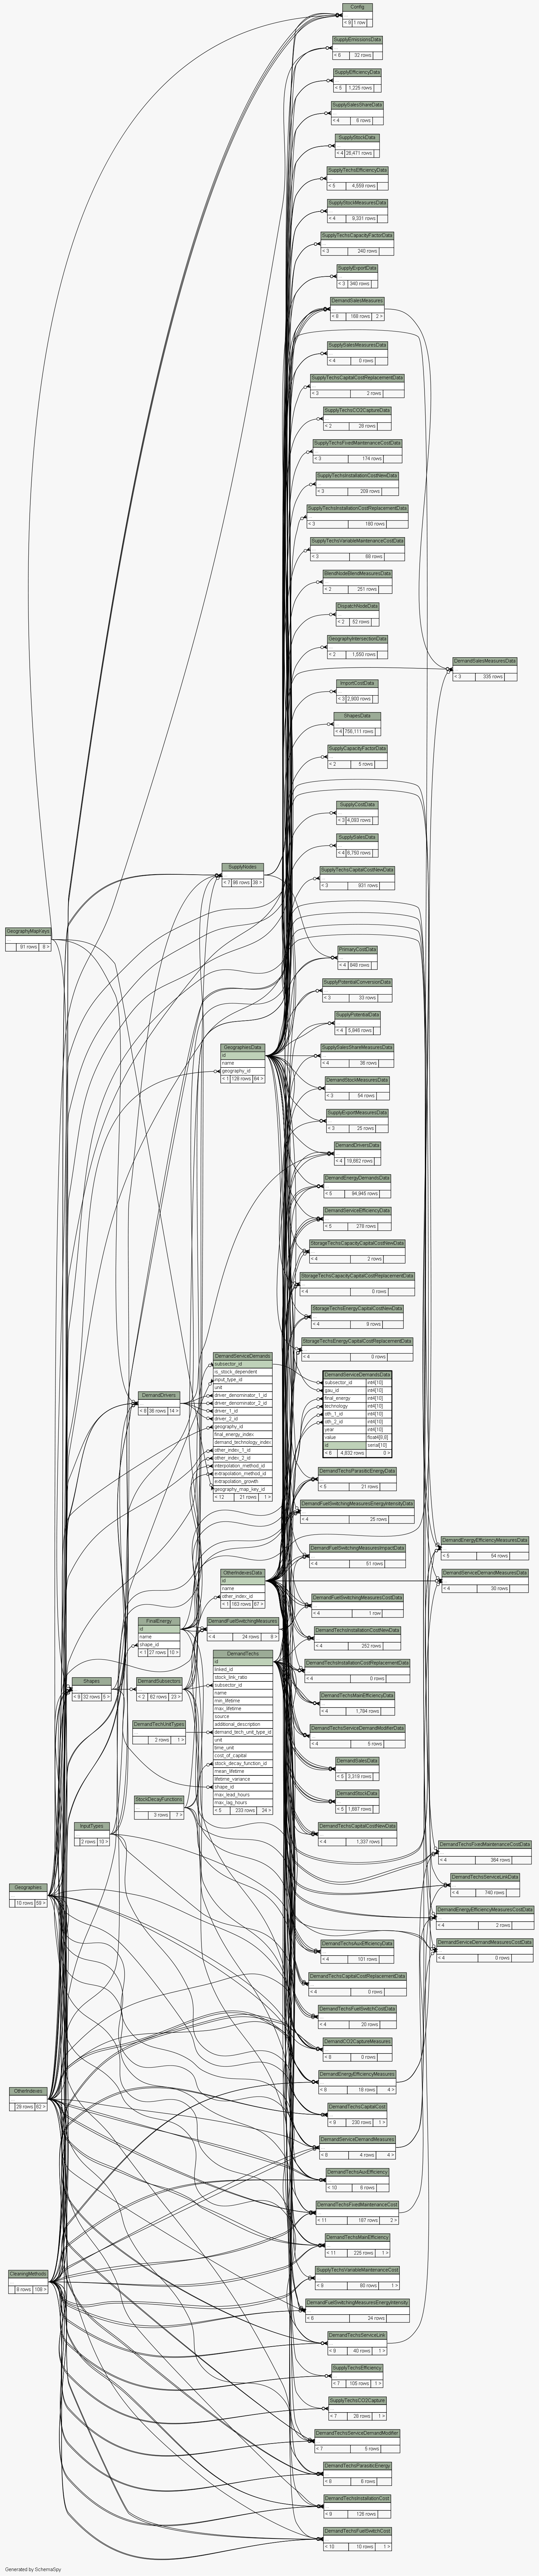 Config
< 9 1 row
SupplyEmissionsData
< 6 32 rows
SupplyEfficiencyData
< 5 1,226 rows
SupplySalesShareData
< 4 6 rows
SupplyStockData
< 4 26,471 rows
SupplyTechsEfficiencyData
< 5 4,559 rows
SupplyStockMeasuresData
< 4 9,331 rows
SupplyTechsCapacityFactorData
< 3 240 rows
SupplyExportData
< 3 340 rows
DemandSalesMeasures
< 8 168 rows 2 >
SupplySalesMeasuresData
< 4 0 rows
SupplyTechsCapitalCostReplacementData
< 3 2 rows
SupplyTechsCO2CaptureData
< 2 28 rows
SupplyTechsFixedMaintenanceCostData
< 3 174 rows
SupplyTechsInstallationCostNewData
< 3 209 rows
SupplyTechsInstallationCostReplacementData
< 3 186 rows
SupplyTechsVariableMaintenanceCostData
< 3 66 rows
BlendNodeBlendMeasuresData
< 2 251 rows
DispatchNodeData
< 2 52 rows
GeographyIntersectionData
< 2 1,550 rows
DemandSalesMeasuresData
< 3 335 rows
ImportCostData
< 3 2,900 rows
ShapesData
< 4 756,111 rows
SupplyCapacityFactorData
< 2 5 rows
SupplyCostData
< 3 4,093 rows
SupplySalesData
< 4 6,750 rows
SupplyNodes
< 7 86 rows 39 >
SupplyTechsCapitalCostNewData
< 3 931 rows
GeographyMapKeys
91 rows 8 >
PrimaryCostData
< 4 849 rows
SupplyPotentialConversionData
< 3 33 rows
SupplyPotentialData
< 4 5,846 rows
GeographiesData
id
name
geography_id
< 1 128 rows 64 >
SupplySalesShareMeasuresData
< 4 36 rows
DemandStockMeasuresData
< 3 54 rows
SupplyExportMeasuresData
< 3 25 rows
DemandDriversData
< 4 19,862 rows
DemandEnergyDemandsData
< 5 94,946 rows
DemandServiceEfficiencyData
< 5 278 rows
StorageTechsCapacityCapitalCostNewData
< 4 2 rows
StorageTechsCapacityCapitalCostReplacementData
< 4 0 rows
StorageTechsEnergyCapitalCostNewData
< 4 9 rows
StorageTechsEnergyCapitalCostReplacementData
< 4 0 rows
DemandServiceDemands
subsector_id
is_stock_dependent
input_type_id
unit
driver_denominator_1_id
driver_denominator_2_id
driver_1_id
driver_2_id
geography_id
final_energy_index
demand_technology_index
other_index_1_id
other_index_2_id
interpolation_method_id
extrapolation_method_id
extrapolation_growth
geography_map_key_id
< 12 21 rows 1 >
DemandServiceDemandsData
subsector_id int4[10]
gau_id int4[10]
final_energy int4[10]
technology int4[10]
oth_1_id int4[10]
oth_2_id int4[10]
year int4[10]
value float4[8,8]
id serial[10]
< 6 4,832 rows 0 >
DemandDrivers
< 8 36 rows 14 >
DemandTechsParasiticEnergyData
< 5 21 rows
DemandFuelSwitchingMeasuresEnergyIntensityData
< 4 25 rows
DemandEnergyEfficiencyMeasuresData
< 5 54 rows
DemandFuelSwitchingMeasuresImpactData
< 4 51 rows
OtherIndexesData
id
name
other_index_id
< 1 163 rows 67 >
DemandServiceDemandMeasuresData
< 4 30 rows
DemandFuelSwitchingMeasuresCostData
< 4 1 row
FinalEnergy
id
name
shape_id
< 1 27 rows 10 >
DemandFuelSwitchingMeasures
< 4 24 rows 8 >
DemandTechsInstallationCostNewData
< 4 252 rows
DemandTechs
id
linked_id
stock_link_ratio
subsector_id
name
min_lifetime
max_lifetime
source
additional_description
demand_tech_unit_type_id
unit
time_unit
cost_of_capital
stock_decay_function_id
mean_lifetime
lifetime_variance
shape_id
max_lead_hours
max_lag_hours
< 5 233 rows 24 >
DemandTechsInstallationCostReplacementData
< 4 0 rows
Shapes
< 8 32 rows 5 >
DemandSubsectors
< 2 62 rows 23 >
DemandTechsMainEfficiencyData
< 4 1,784 rows
DemandTechUnitTypes
2 rows 1 >
DemandTechsServiceDemandModifierData
< 4 5 rows
DemandSalesData
< 5 3,319 rows
StockDecayFunctions
3 rows 7 >
DemandStockData
< 5 1,687 rows
InputTypes
2 rows 10 >
DemandTechsCapitalCostNewData
< 4 1,337 rows
DemandTechsFixedMaintenanceCostData
< 4 384 rows
DemandTechsServiceLinkData
< 4 740 rows
Geographies
10 rows 59 >
DemandEnergyEfficiencyMeasuresCostData
< 4 2 rows
DemandServiceDemandMeasuresCostData
< 4 0 rows
DemandTechsAuxEfficiencyData
< 4 101 rows
DemandTechsCapitalCostReplacementData
< 4 0 rows
DemandTechsFuelSwitchCostData
< 4 20 rows
DemandCO2CaptureMeasures
< 8 0 rows
DemandEnergyEfficiencyMeasures
< 8 18 rows 4 >
OtherIndexes
29 rows 62 >
DemandTechsCapitalCost
< 9 230 rows 1 >
DemandServiceDemandMeasures
< 8 4 rows 4 >
DemandTechsAuxEfficiency
< 10 6 rows
DemandTechsFixedMaintenanceCost
< 11 187 rows 2 >
DemandTechsMainEfficiency
< 11 225 rows 1 >
CleaningMethods
8 rows 108 >
SupplyTechsVariableMaintenanceCost
< 8 60 rows 1 >
DemandFuelSwitchingMeasuresEnergyIntensity
< 6 24 rows
DemandTechsServiceLink
< 9 40 rows 1 >
SupplyTechsEfficiency
< 7 105 rows 1 >
SupplyTechsCO2Capture
< 7 28 rows 1 >
DemandTechsServiceDemandModifier
< 7 5 rows
DemandTechsParasiticEnergy
< 8 6 rows
DemandTechsInstallationCost
< 9 126 rows
DemandTechsFuelSwitchCost
< 10 10 rows 1 >
Generated by SchemaSpy